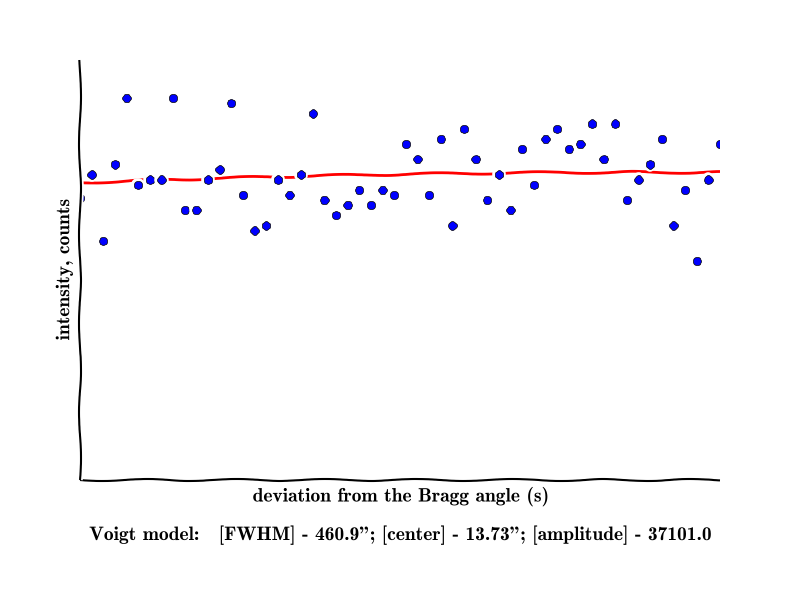 intensity, counts
deviation from the Bragg angle (s)
Voigt model: [FWHM] - 460.9”; [center] - 13.73”; [amplitude] - 37101.0